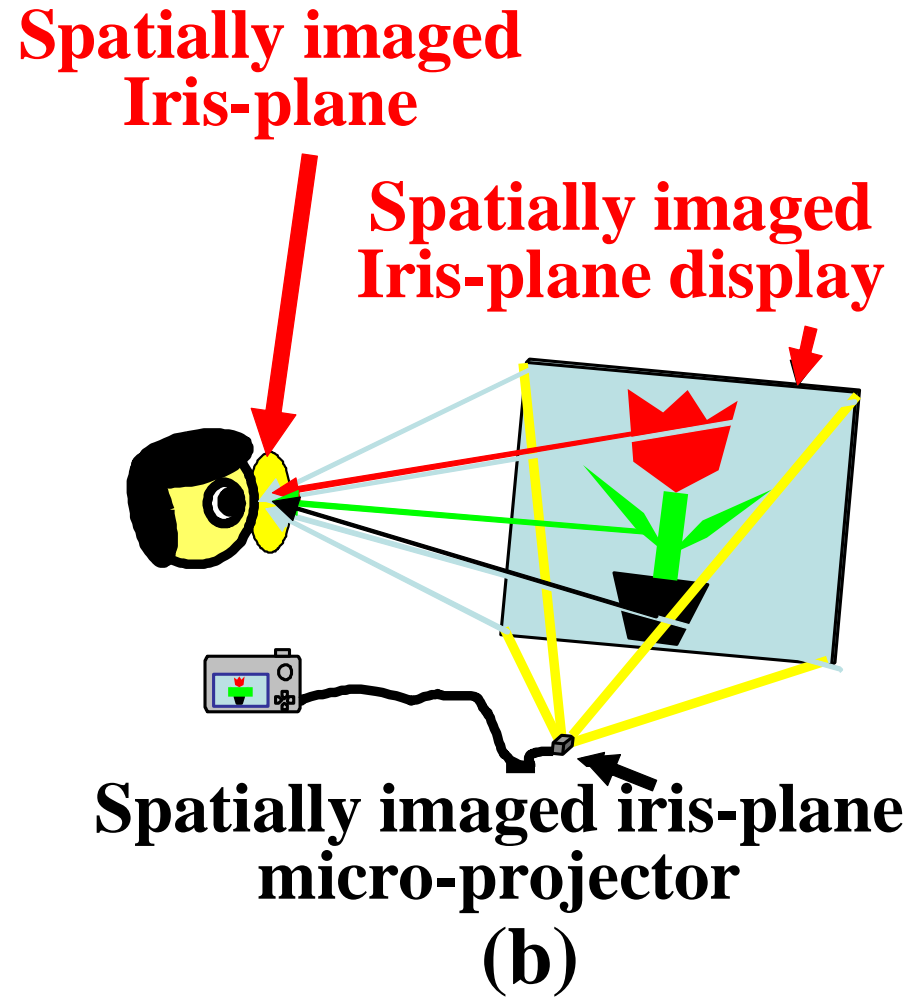 Spatially imaged
Iris-plane
Spatially imaged
Iris-plane display
Spatially imaged iris-plane
micro-projector
(b)